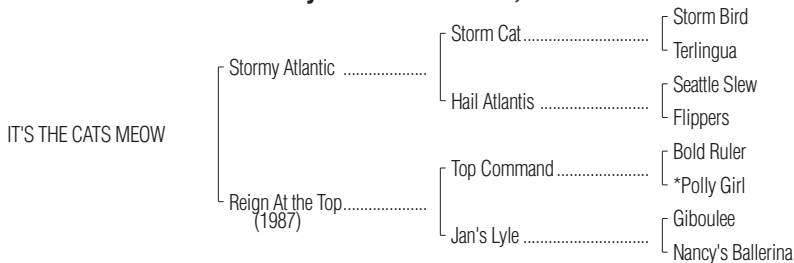 Storm Bird
Storm Cat
Terlingua
Stormy Atlantic
Seattle Slew
Hail Atlantis
Flippers
IT'S THE CATS MEOW
Bold Ruler
Top Command
*Polly Girl
Reign At the Top
(1987)
Giboulee
Jan's Lyle
Nancy's Ballerina